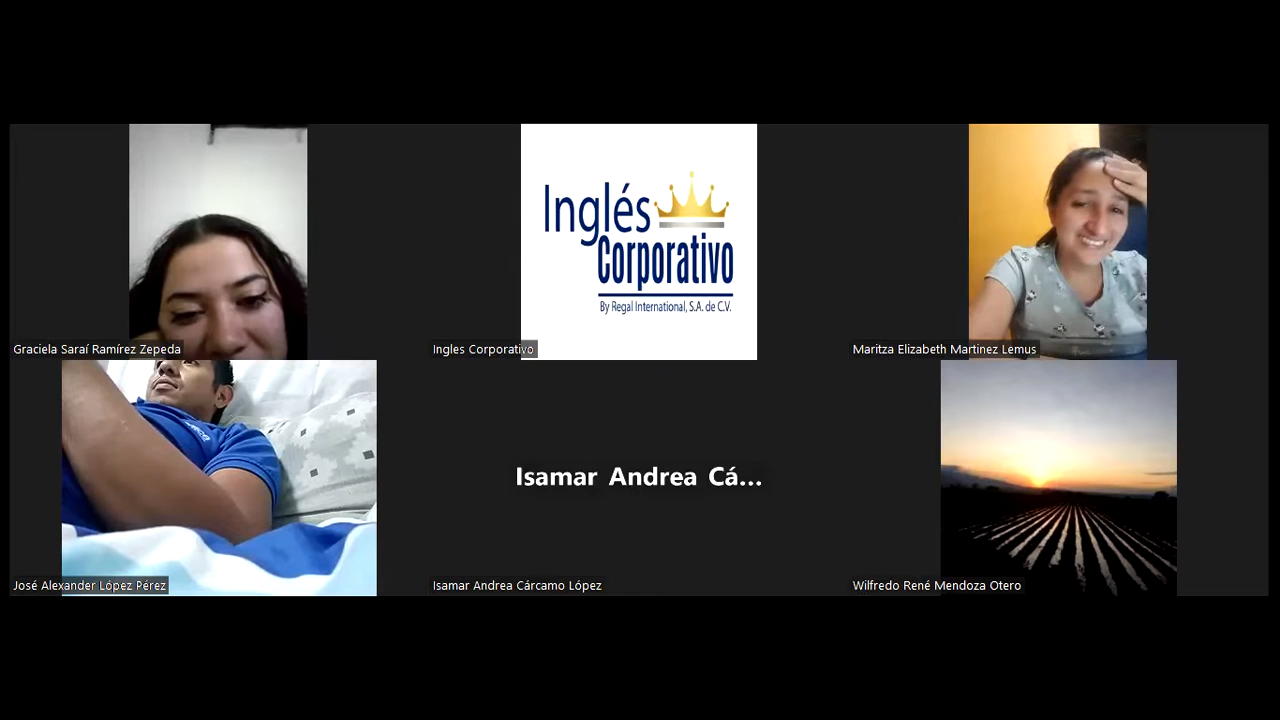 Inglés
Corporativo
By Regal International, S.A. de C.V.
Graciela Saraí Ramírez Zepeda
Ingles Corporativo
Maritza Elizabeth Martinez Lemus
Isamar Andrea Cá...
José Alexander López Pérez
Isamar Andrea Cárcamo López
Wilfredo René Mendoza Otero